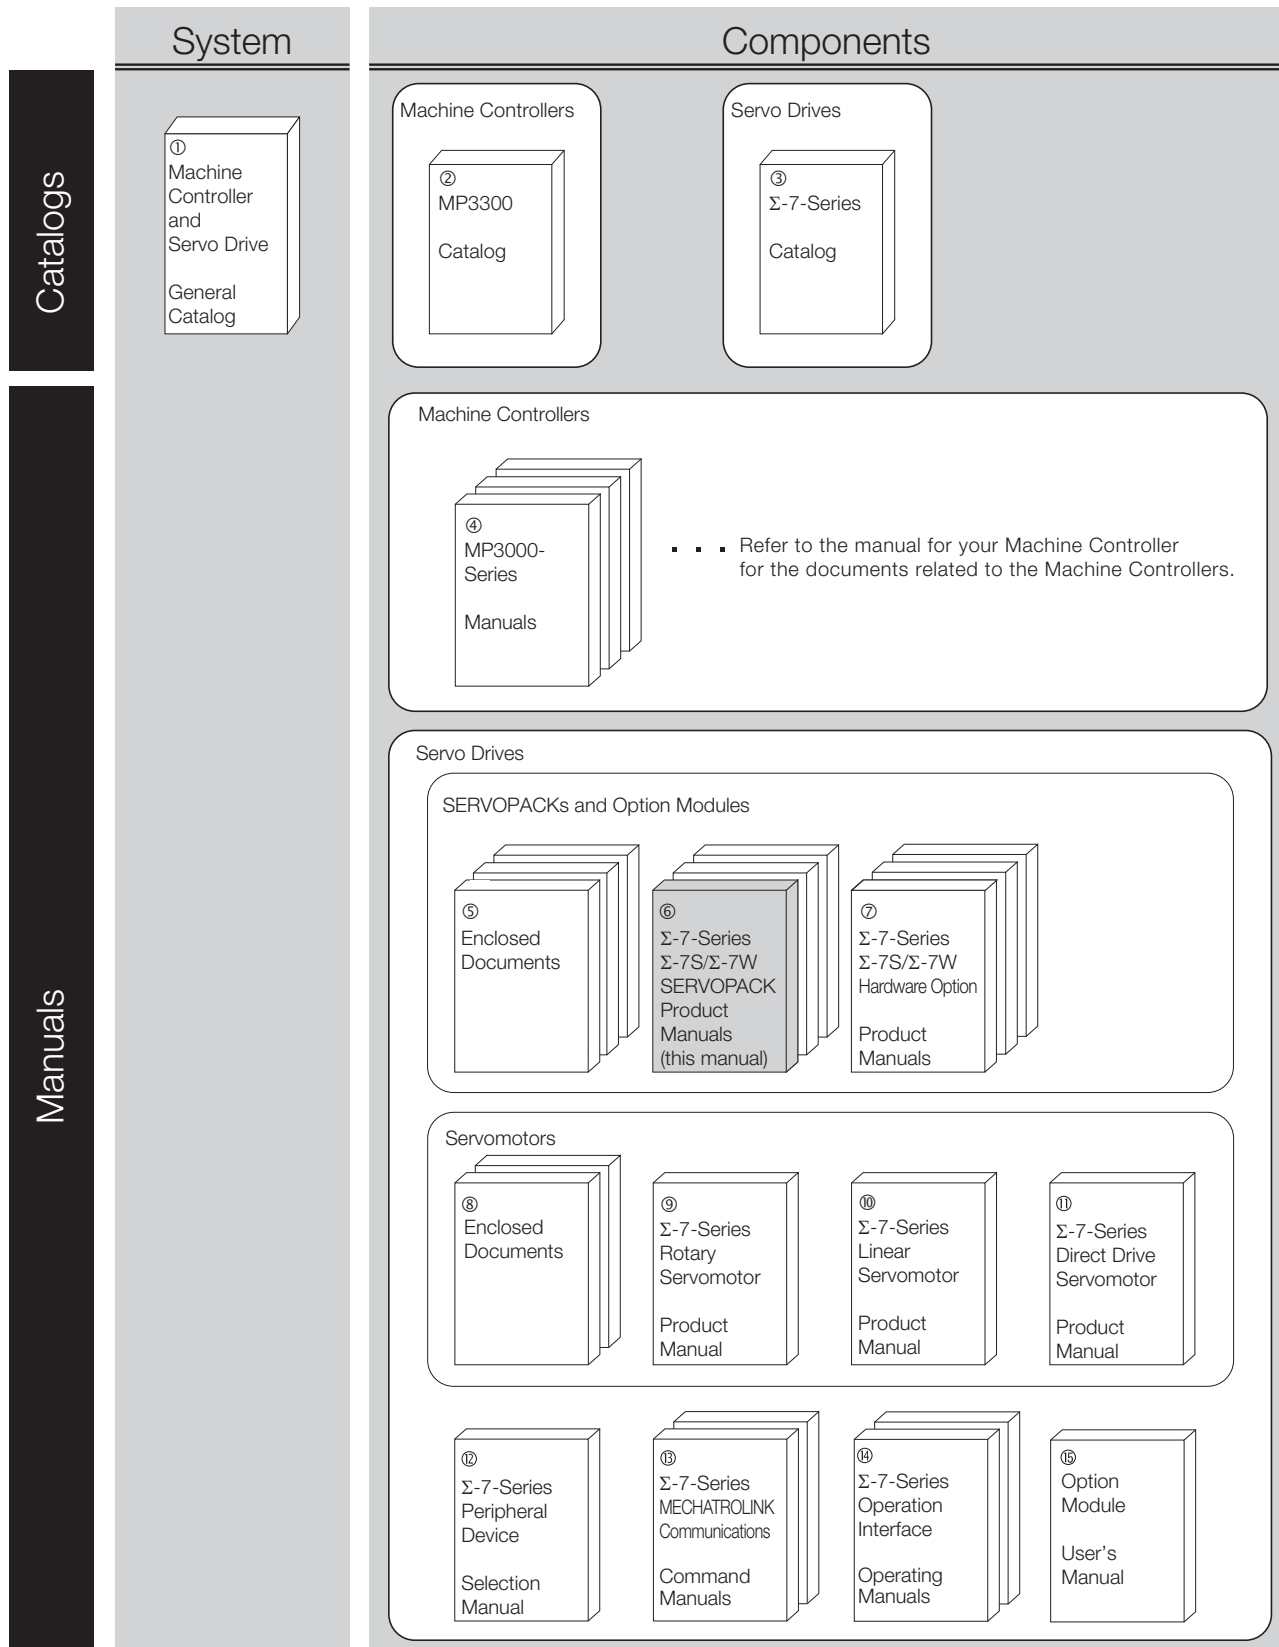 System
Components
Catalogs
①
Machine
Controller
and
Servo Drive
General
Catalog
Machine Controllers
②
MP3300
Catalog
Servo Drives
③
Σ-7-Series
Catalog
Manuals
Machine Controllers
④
MP3000-
Series
Manuals
▪ ▪ ▪ Refer to the manual for your Machine Controller
for the documents related to the Machine Controllers.
Servo Drives
SERVOPACKs and Option Modules
⑤
Enclosed
Documents
⑥
Σ-7-Series
Σ-7S/Σ-7W
SERVOPACK
Product
Manuals
(this manual)
⑦
Σ-7-Series
Σ-7S/Σ-7W
Hardware Option
Product
Manuals
Servomotors
⑧
Enclosed
Documents
⑨
Σ-7-Series
Rotary
Servomotor
Product
Manual
⑩
Σ-7-Series
Linear
Servomotor
Product
Manual
⑪
Σ-7-Series
Direct Drive
Servomotor
Product
Manual
⑫
Σ-7-Series
Peripheral
Device
Selection
Manual
⑬
Σ-7-Series
MECHATROLINK
Communications
Command
Manuals
⑭
Σ-7-Series
Operation
Interface
Operating
Manuals
⑮
Option
Module
User's
Manual